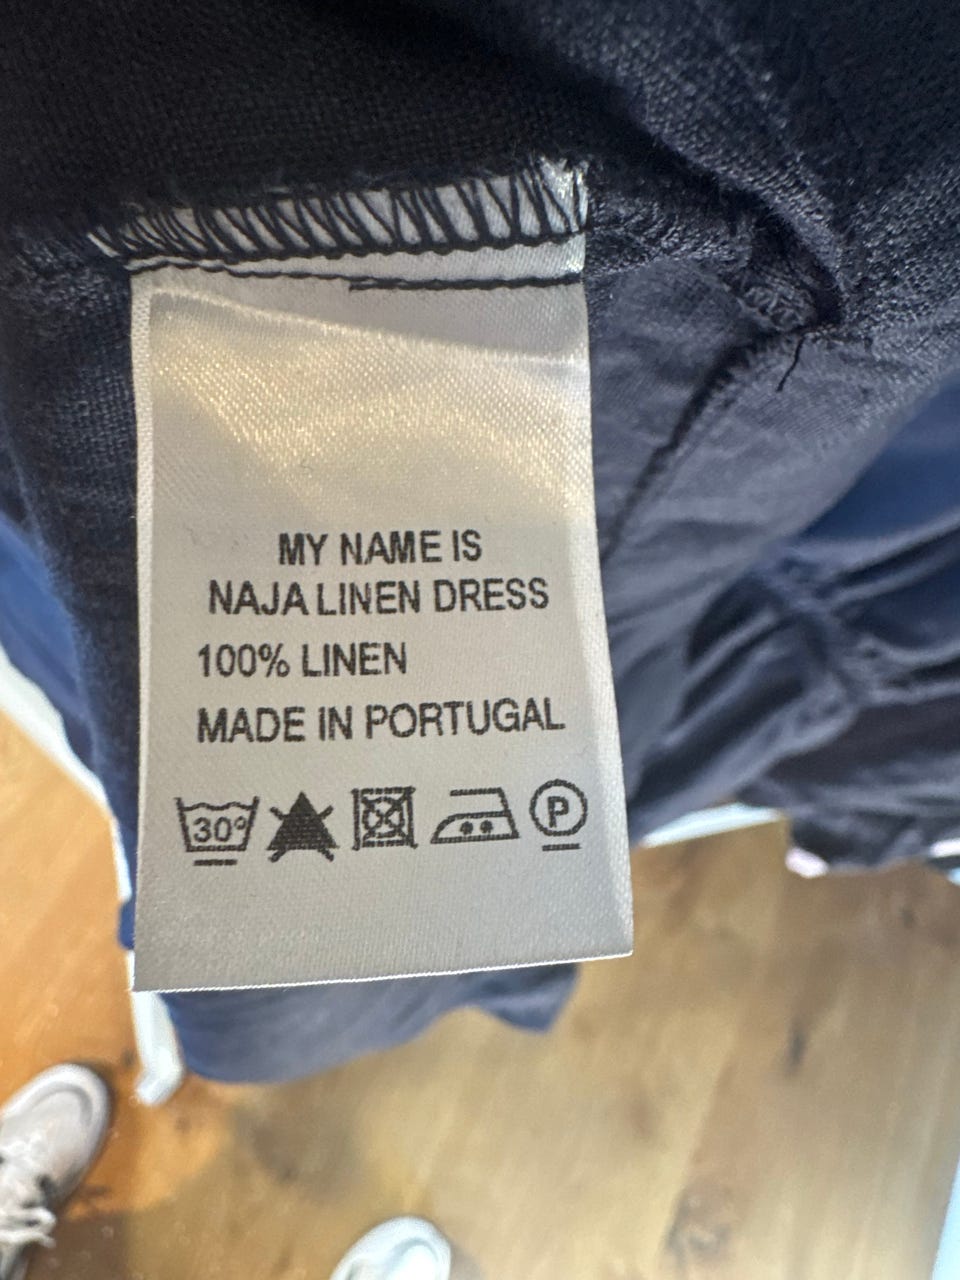 MY NAME IS
NAJA LINEN DRESS
100% LINEN
MADE IN PORTUGAL
30° P